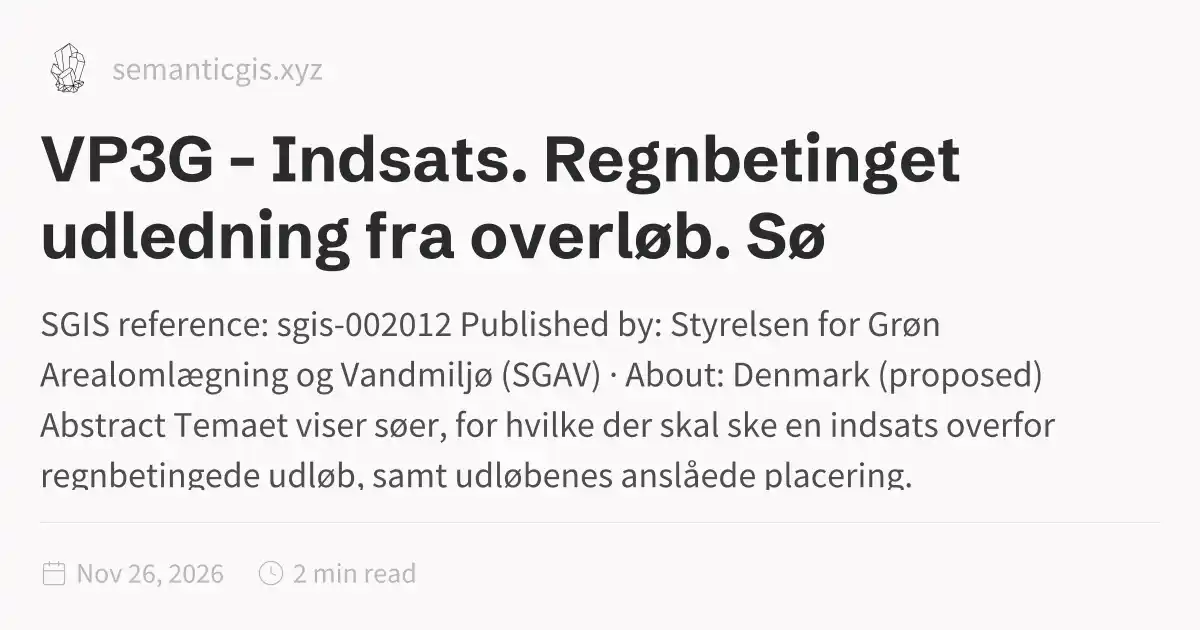 semanticgis.xyz
VP3G - Indsats. Regnbetinget
udledning fra overløb. Sø
SGIS reference: sgis-002012 Published by: Styrelsen for Grøn
Arealomlægning og Vandmiljø (SGAV) · About: Denmark (proposed)
Abstract Temaet viser søer, for hvilke der skal ske en indsats overfor
regnbetingede udløb, samt udløbenes anslåede placering.
Nov 26, 2026
2 min read